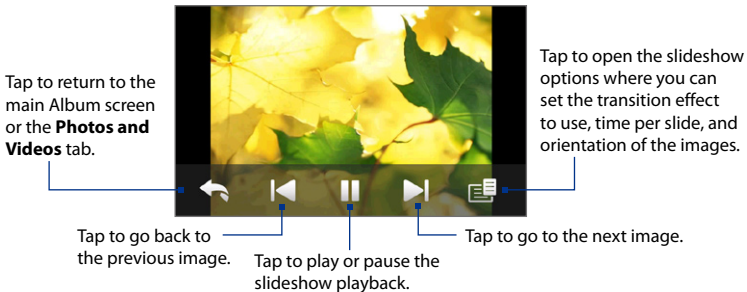 Tap to return to the
main Album screen
or the Photos and
Videos tab.
Tap to open the slideshow
options where you can
set the transition effect
to use, time per slide, and
orientation of the images.
Tap to go back to
the previous image.
Tap to play or pause the
slideshow playback.
Tap to go to the next image.